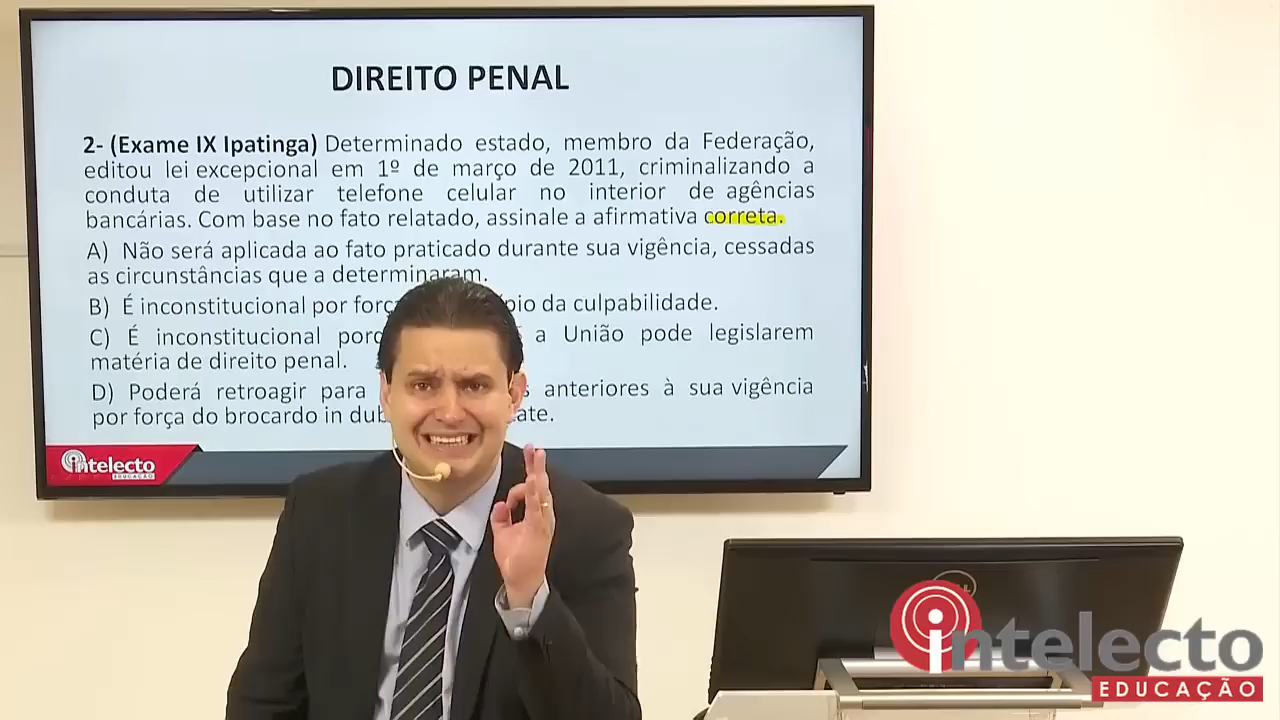 DIREITO PENAL
2- (Exame IX Ipatinga) Determinado estado, membro da Federação,
editou lei excepcional em 1º de março de 2011, criminalizando a
conduta de utilizar telefone celular no interior de agências
bancárias. Com base no fato relatado, assinale a afirmativa correta.
A) Não será aplicada ao fato praticado durante sua vigência, cessadas
as circunstâncias que a determinaram.
B) É inconstitucional por da culpabilidade.
C) É inconstitucional a União pode legislarem
matéria de direito penal.
D) Poderá retroagir para anteriores à sua vigência
por força do brocardo in
intelecto
EDUCAÇÃO
intelecto
EDUCAÇÃO